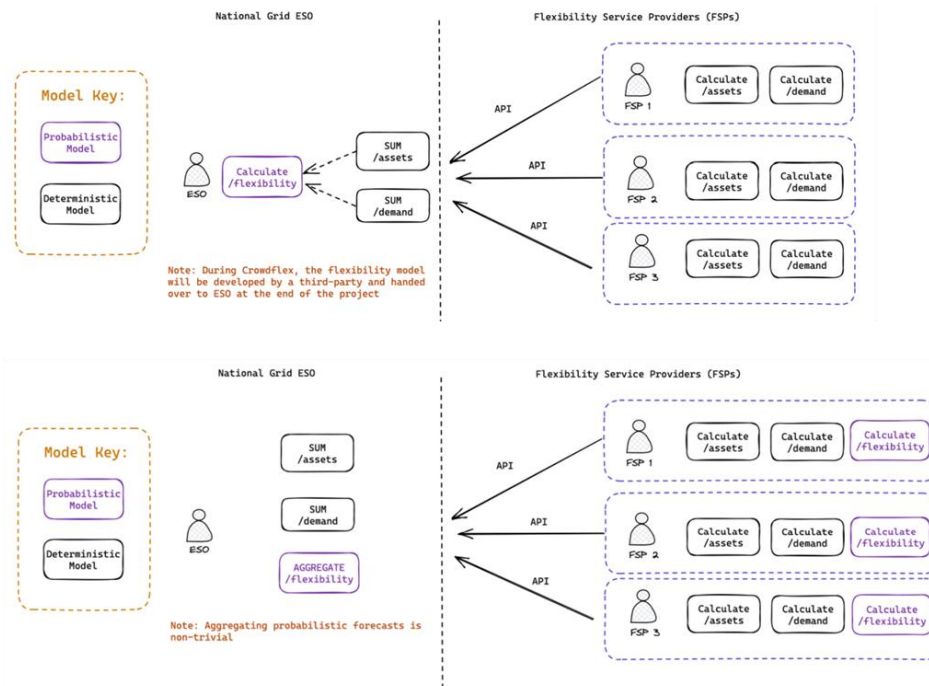 National Grid ESO
Flexibility Service Providers (FSPs)
Model Key:
Probabilistic
Model
Deterministic
Model
ESO
Calculate
/flexibility
SUM
/assets
SUM
/demand
Note: During Crowdflex, the flexibility model
will be developed by a third-party and handed
over to ESO at the end of the project
API
API
API
FSP 1
Calculate
/assets
Calculate
/demand
FSP 2
Calculate
/assets
Calculate
/demand
FSP 3
Calculate
/assets
Calculate
/demand
National Grid ESO
Flexibility Service Providers (FSPs)
Model Key:
Probabilistic
Model
Deterministic
Model
ESO
SUM
/assets
SUM
/demand
AGGREGATE
/flexibility
Note: Aggregating probabilistic forecasts is
non-trivial
API
API
API
FSP 1
Calculate
/assets
Calculate
/demand
Calculate
/flexibility
FSP 2
Calculate
/assets
Calculate
/demand
Calculate
/flexibility
FSP 3
Calculate
/assets
Calculate
/demand
Calculate
/flexibility